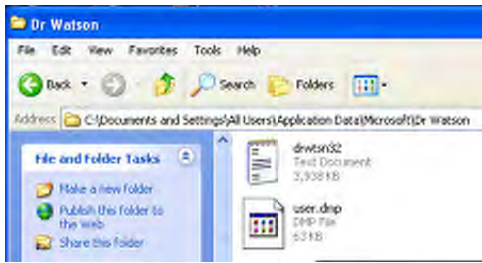 Dr Watson
File Edit View Favorites Tools Help
Back Search Folders
Address C:\Documents and Settings\All Users\Application Data\Microsoft\Dr Watson
File and Folder Tasks
Make a new folder
Publish this folder to
the web
Share this folder
drwtsn32
Text Document
3,938 KB
user.dmp
DMP File
63 KB